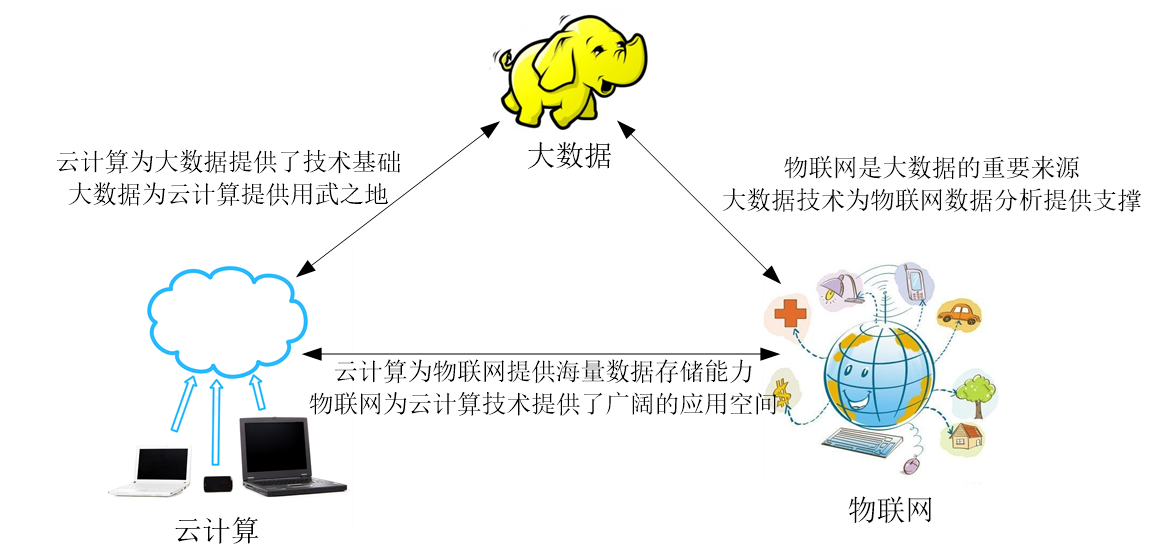 大数据
云计算为大数据提供了技术基础
大数据为云计算提供用武之地
物联网是大数据的重要来源
大数据技术为物联网数据分析提供支撑
云计算为物联网提供海量数据存储能力
物联网为云计算技术提供了广阔的应用空间
云计算
物联网